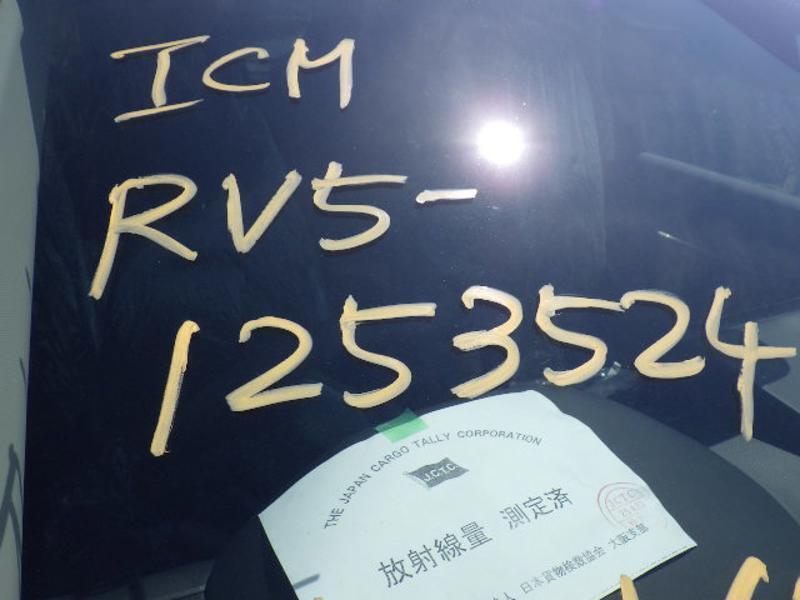 ICM
RV5-
1253524
THE JAPAN CARGO TALLY CORPORATION
J.C.T.C.
放射線量 測定済
J.C.T.C.
人 日本貨物検数協会 大阪支部